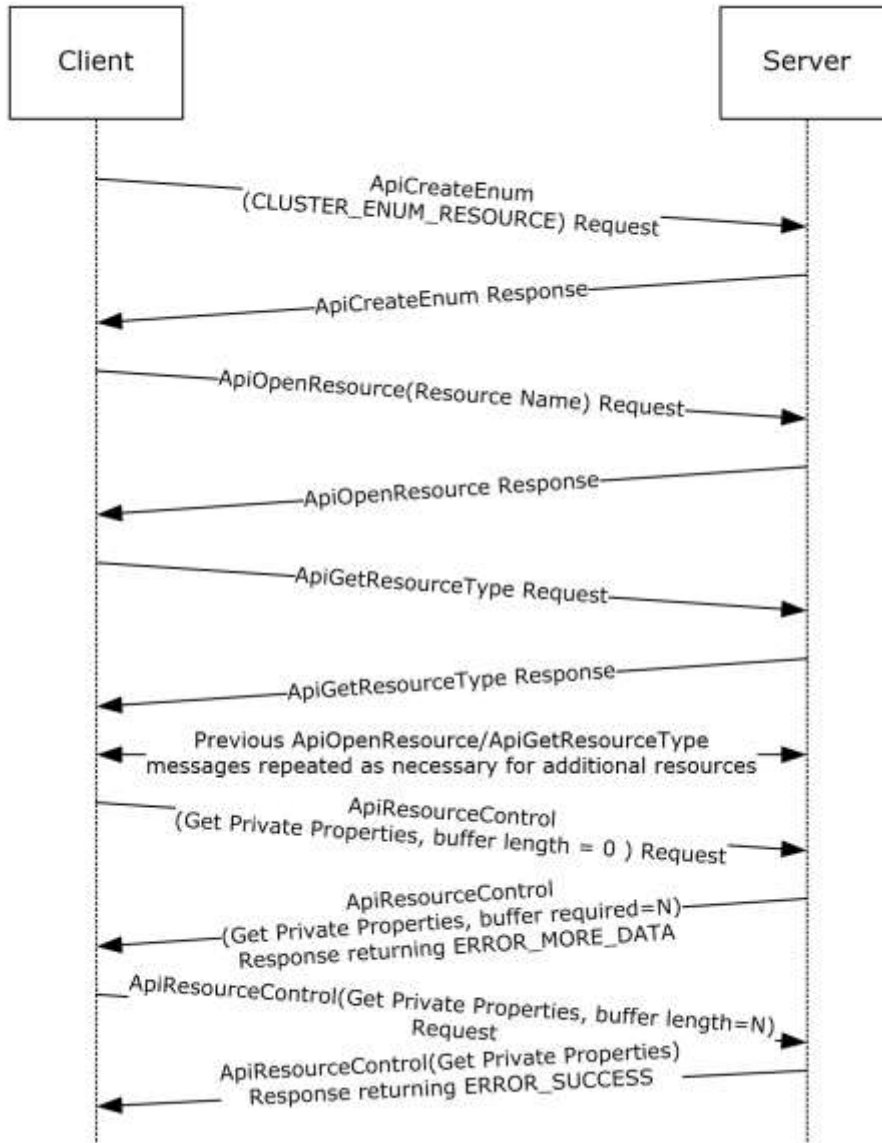 Client
Server
ApiCreateEnum
(CLUSTER_ENUM_RESOURCE) Request
ApiCreateEnum Response
ApiOpenResource(Resource Name) Request
ApiOpenResource Response
ApiGetResourceType Request
ApiGetResourceType Response
Previous ApiOpenResource/ApiGetResourceType
messages repeated as necessary for additional resources
ApiResourceControl
(Get Private Properties, buffer length = 0 ) Request
ApiResourceControl
(Get Private Properties, buffer required=N)
Response returning ERROR_MORE_DATA
ApiResourceControl(Get Private Properties, buffer length=N)
Request
ApiResourceControl(Get Private Properties)
Response returning ERROR_SUCCESS